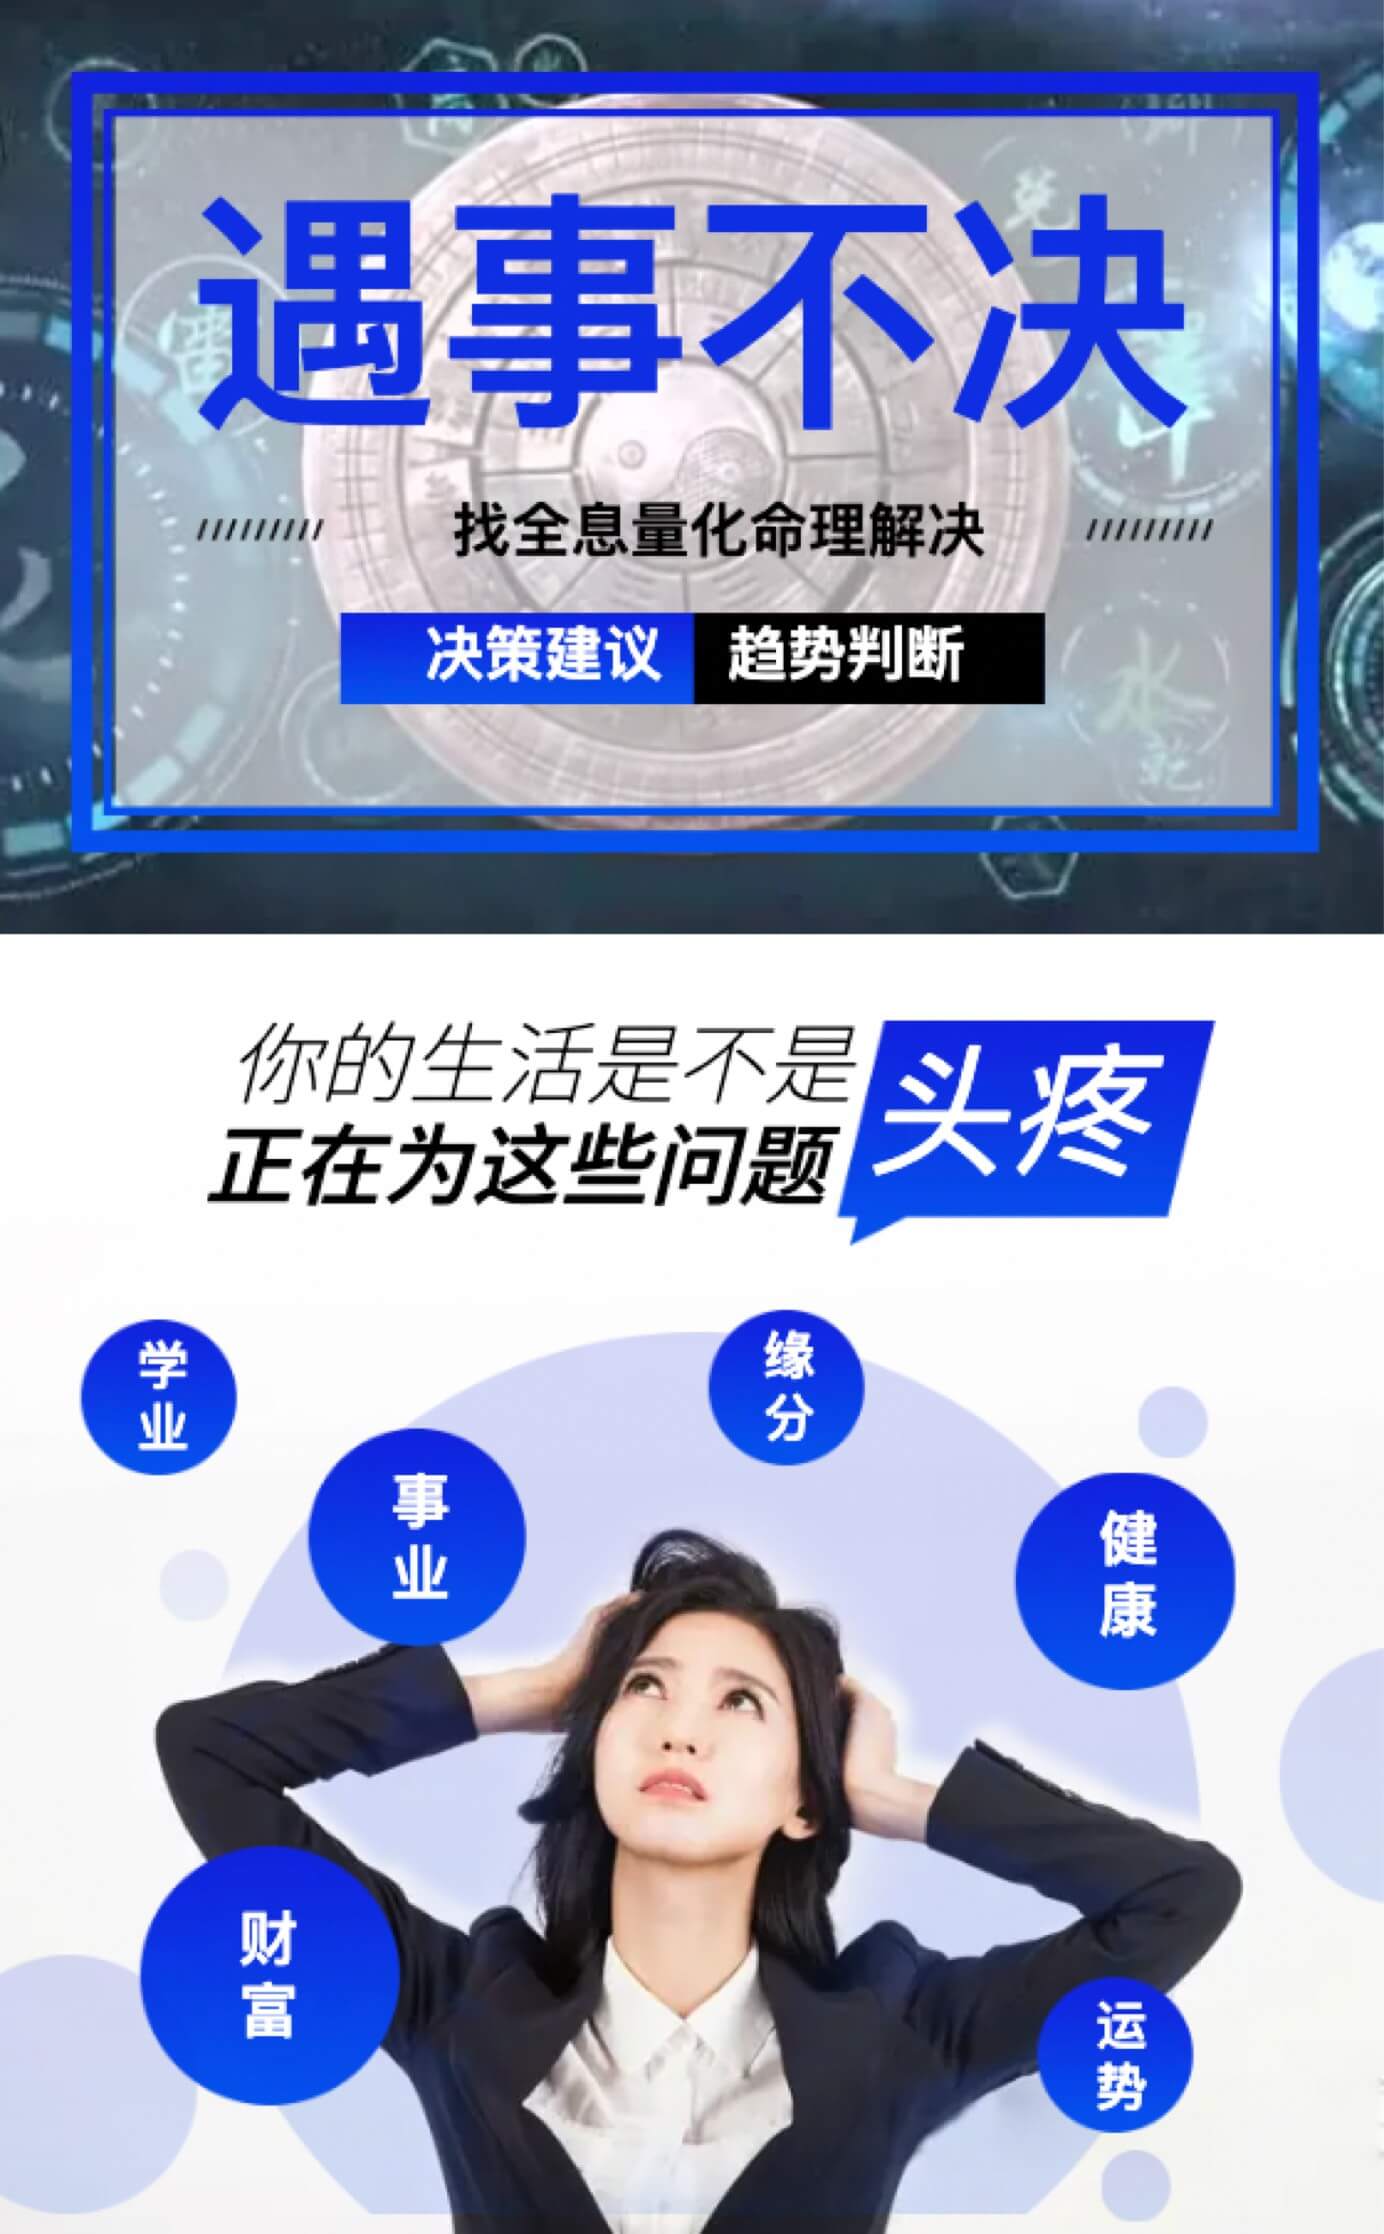 遇事不决
找全息量化命理解决
决策建议 趋势判断
你的生活是不是
正在为这些问题
头疼
学业
缘分
事业
健康
财富
运势